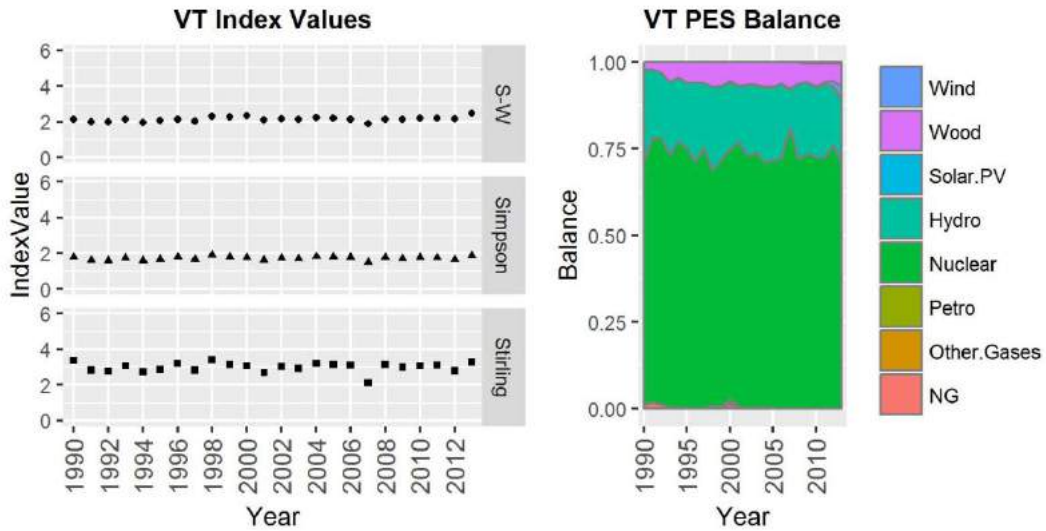 VT Index Values
IndexValue
6
4
2
0
S-W
6
4
2
0
Simpson
6
4
2
0
Stirling
1990
1992
1994
1996
1998
2000
2002
2004
2006
2008
2010
2012
Year
VT PES Balance
Balance
1.00
0.75
0.50
0.25
0.00
1990
1995
2000
2005
2010
Year
Wind
Wood
Solar.PV
Hydro
Nuclear
Petro
Other.Gases
NG